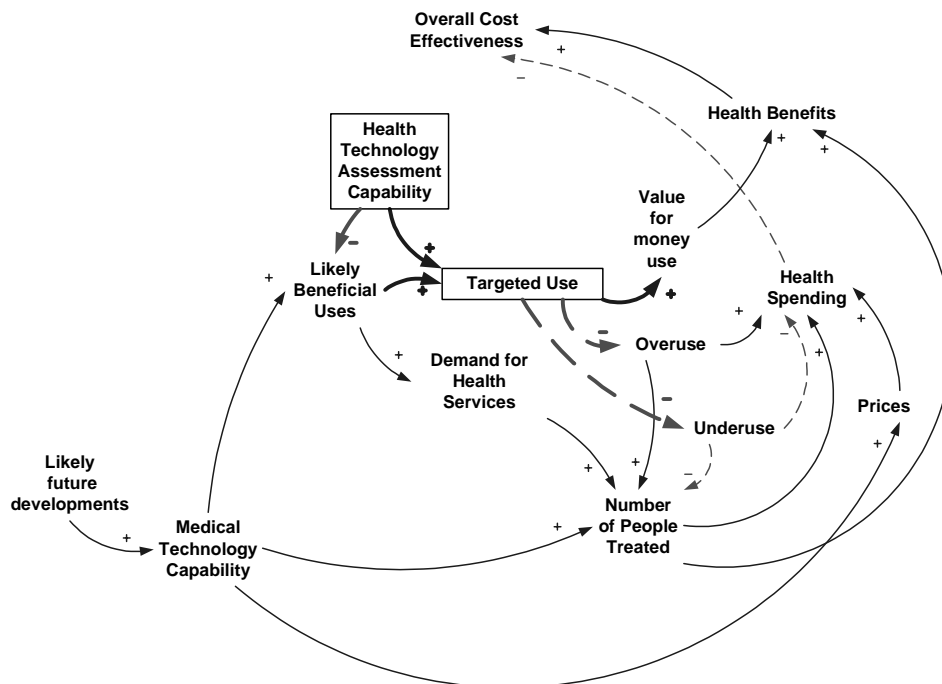 Overall Cost
Effectiveness
+
−
Health Benefits
+
+
Health
Technology
Assessment
Capability
Value
for
money
use
−
+
+
Likely
Beneficial
Uses
+
Targeted Use
+
Health
Spending
−
+
−
+
+
Overuse
+
Demand for
Health
Services
−
Prices
Underuse
+
Likely
future
developments
+
+
−
Number
of People
Treated
+
+
Medical
Technology
Capability